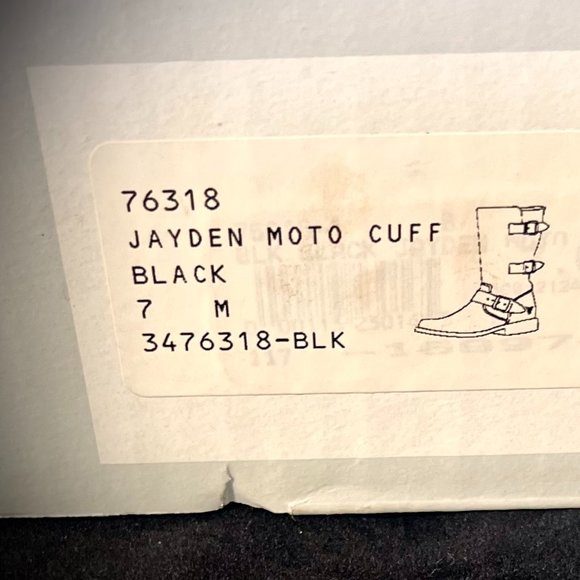 76318
JAYDEN MOTO CUFF
BLACK
7 M
3476318-BLK